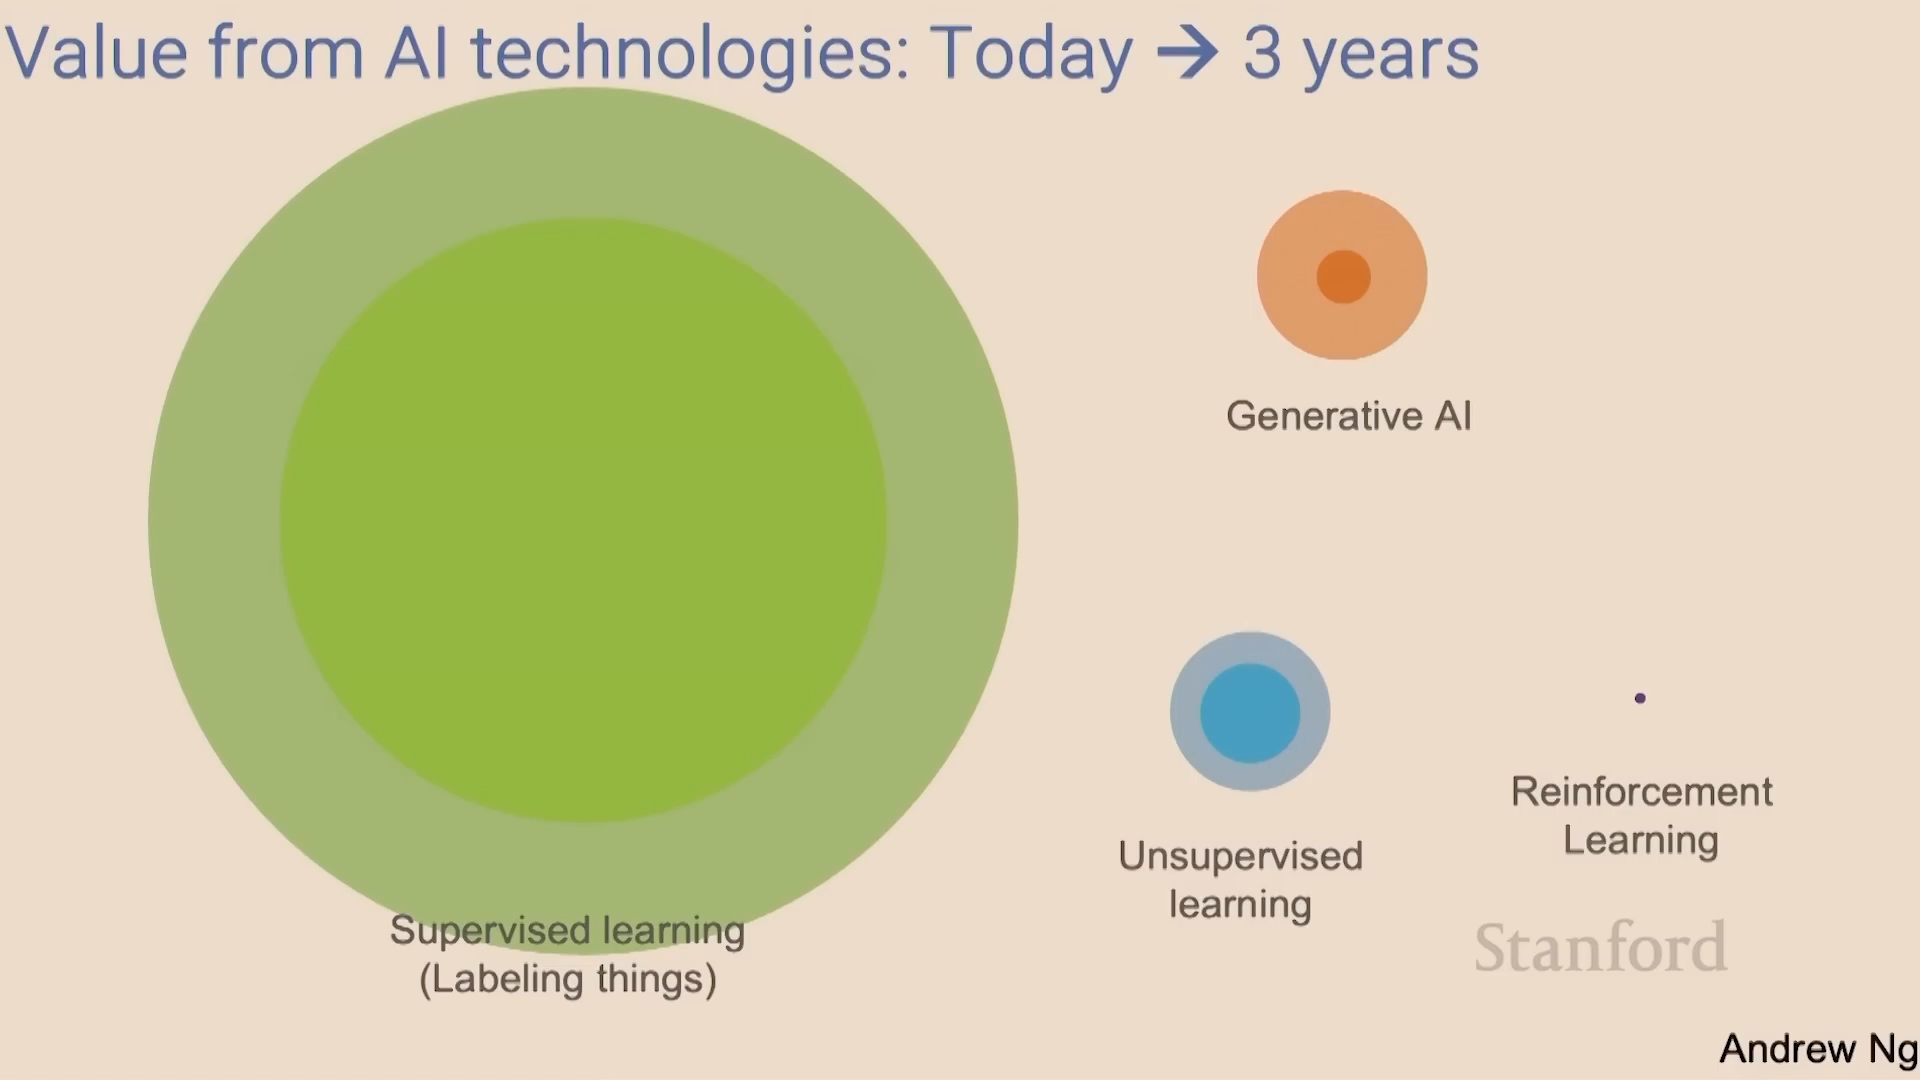 Value from AI technologies: Today → 3 years
Generative AI
Supervised learning
(Labeling things)
Unsupervised
learning
Reinforcement
Learning
Stanford
Andrew Ng